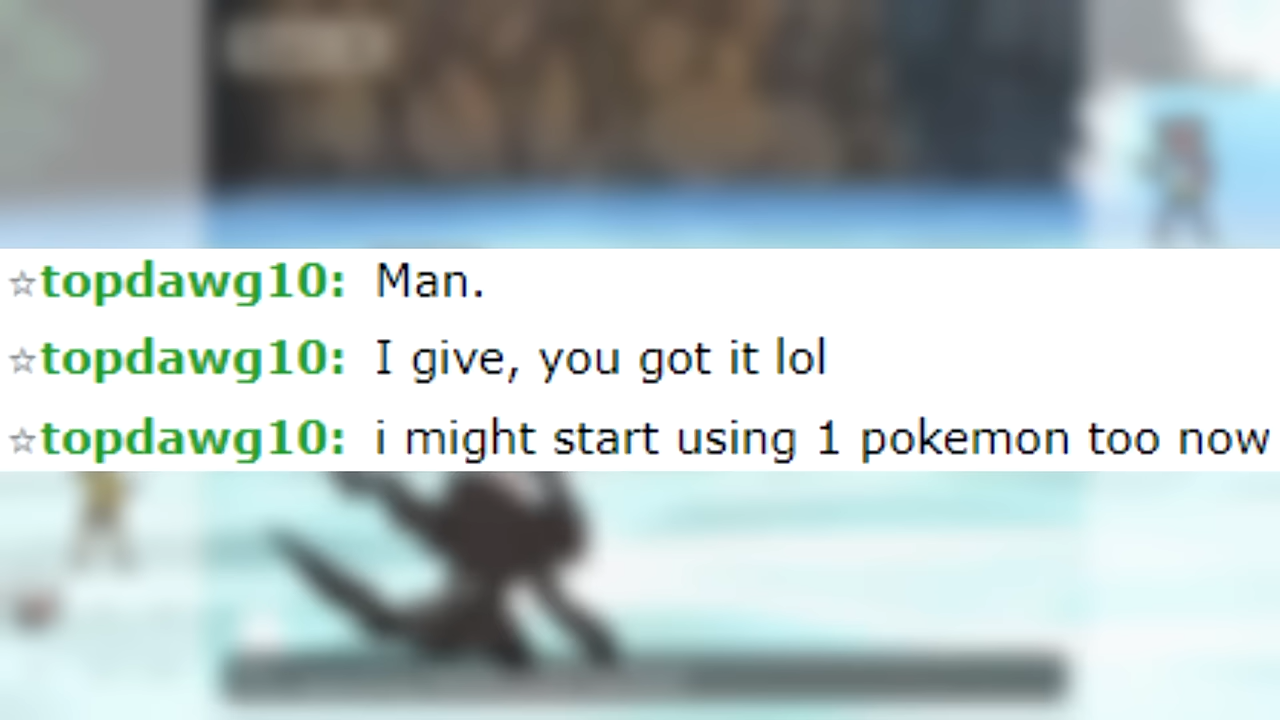 ☆topdawg10: Man.
☆topdawg10: I give, you got it lol
☆topdawg10: i might start using 1 pokemon too now